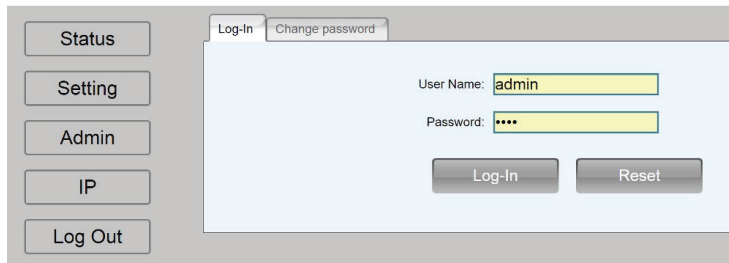 Status
Setting
Admin
IP
Log Out
Log-In Change password
User Name: admin
Password: ••••
Log-In Reset